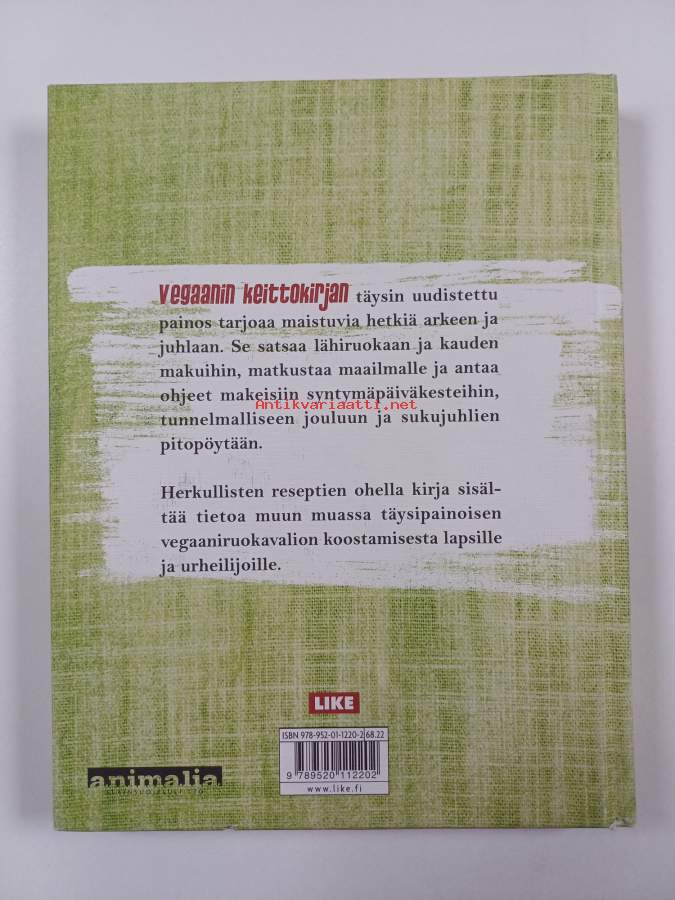 Vegaanin keittokirjan täysin uudistettu
painos tarjoaa maistuvia hetkiä arkeen ja
juhlaan. Se satsaa lähiruokaan ja kauden
makuihin, matkustaa maailmalle ja antaa
ohjeet makeisiin syntymäpäiväkesteihin,
Antikvariaatti.net
tunnelmalliseen jouluun ja sukujuhlien
pitopöytään.
Herkullisten reseptien ohella kirja sisäl-
tää tietoa muun muassa täysipainoisen
vegaaniruokavalion koostamisesta lapsille
ja urheilijoille.
LIKE
ISBN 978-952-01-1220-2 68.22
9 789520 112202
www.like.fi
animalia